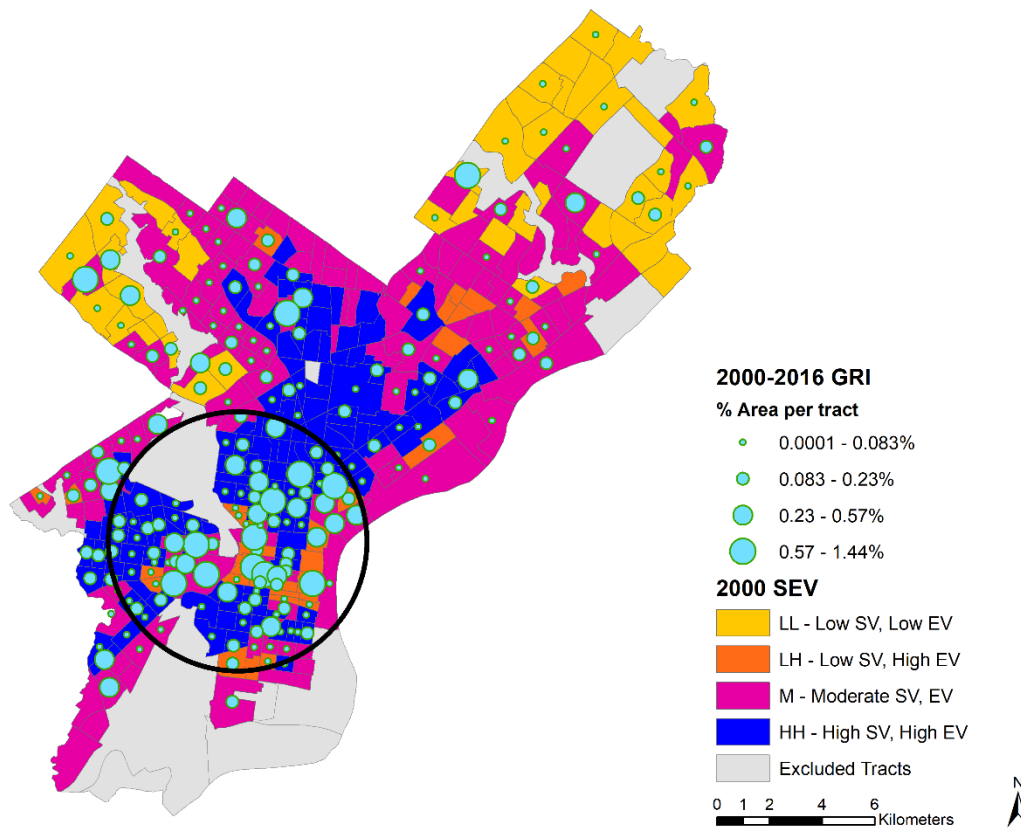 2000-2016 GRI
% Area per tract
0.0001 - 0.083%
0.083 - 0.23%
0.23 - 0.57%
0.57 - 1.44%
2000 SEV
LL - Low SV, Low EV
LH - Low SV, High EV
M - Moderate SV, EV
HH - High SV, High EV
Excluded Tracts
0 1 2 4 6
Kilometers
N